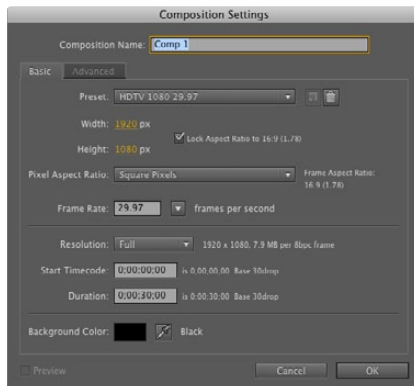 Composition Settings
Composition Name: Comp 1
Basic Advanced
Preset: HDTV 1080 29.97
Width: 1920 px
Lock Aspect Ratio to 16:9 (1.78)
Height: 1080 px
Pixel Aspect Ratio: Square Pixels
Frame Aspect Ratio:
16:9 (1.78)
Frame Rate: 29.97 frames per second
Resolution: Full 1920 x 1080, 7.9 MB per 8bpc frame
Start Timecode: 0;00;00;00 is 0;00;00;00 Base 30drop
Duration: 0;00;30;00 is 0;00;30;00 Base 30drop
Background Color: Black
Preview Cancel OK